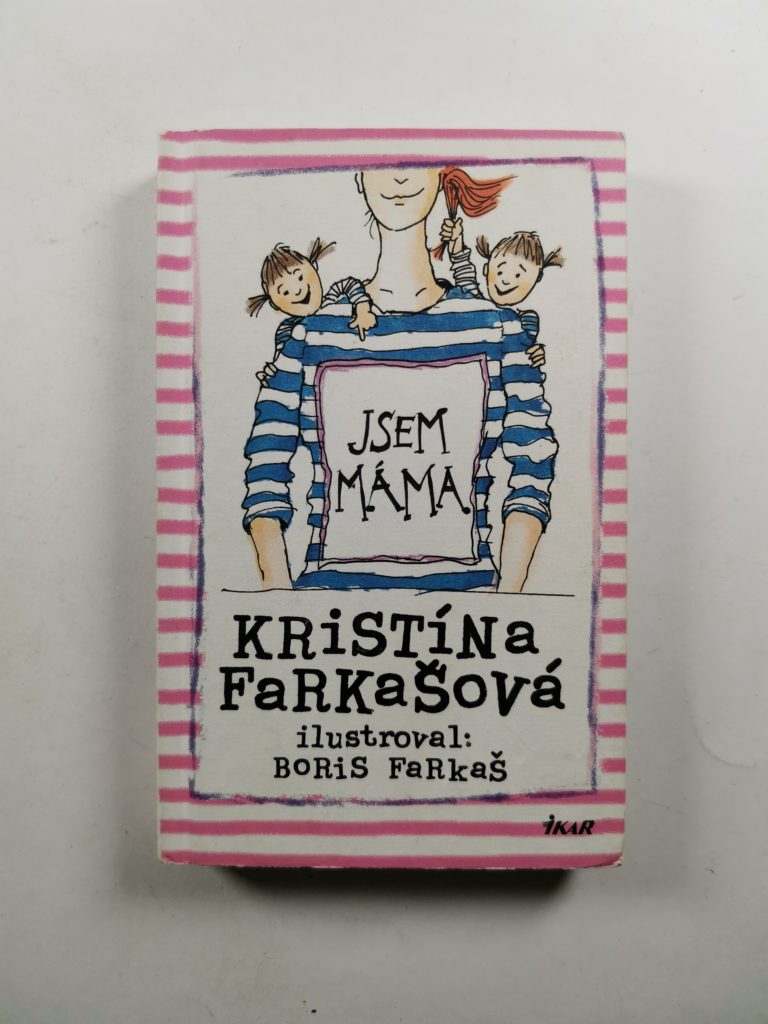 JSEM
MÁMA
KRiSTíNa
FaRKaŠová
ilustroval:
BoRiS FaRkaŠ
iKAR